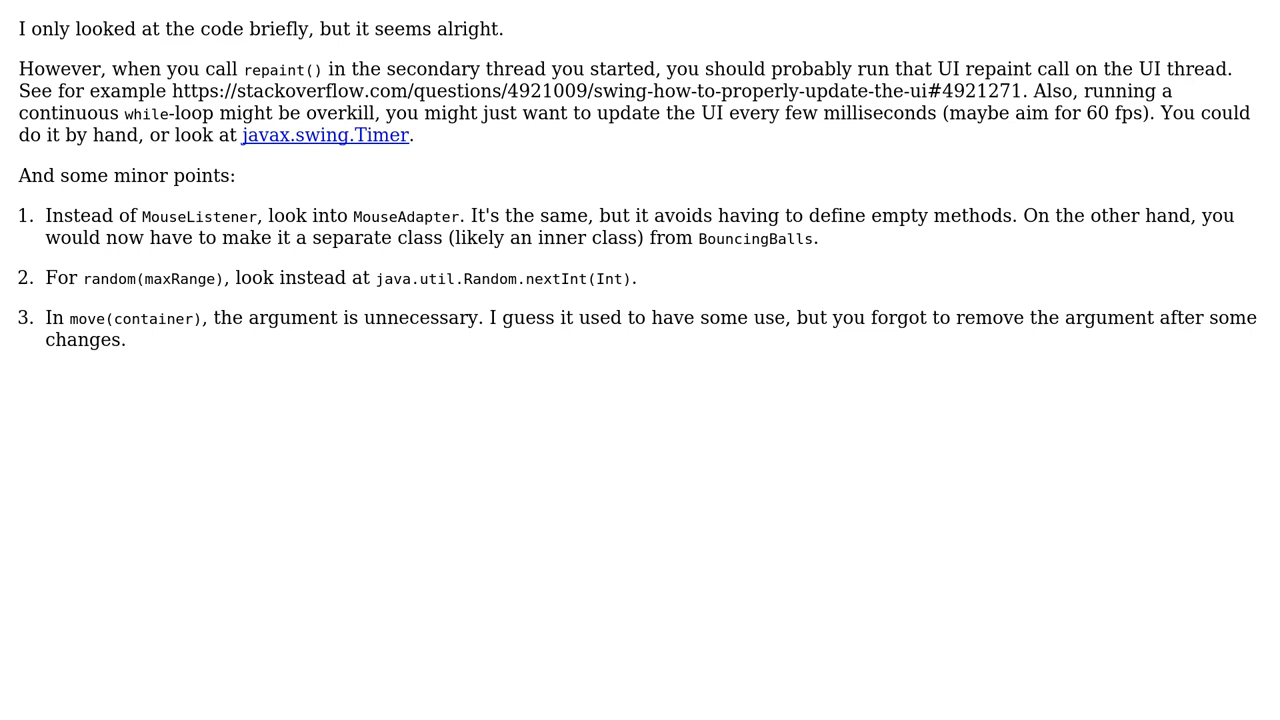 I only looked at the code briefly, but it seems alright.
However, when you call repaint() in the secondary thread you started, you should probably run that UI repaint call on the UI thread.
See for example https://stackoverflow.com/questions/4921009/swing-how-to-properly-update-the-ui#4921271. Also, running a
continuous while-loop might be overkill, you might just want to update the UI every few milliseconds (maybe aim for 60 fps). You could
do it by hand, or look at javax.swing.Timer.
And some minor points:
1. Instead of MouseListener, look into MouseAdapter. It's the same, but it avoids having to define empty methods. On the other hand, you
would now have to make it a separate class (likely an inner class) from BouncingBalls.
2. For random(maxRange), look instead at java.util.Random.nextInt(Int).
3. In move(container), the argument is unnecessary. I guess it used to have some use, but you forgot to remove the argument after some
changes.